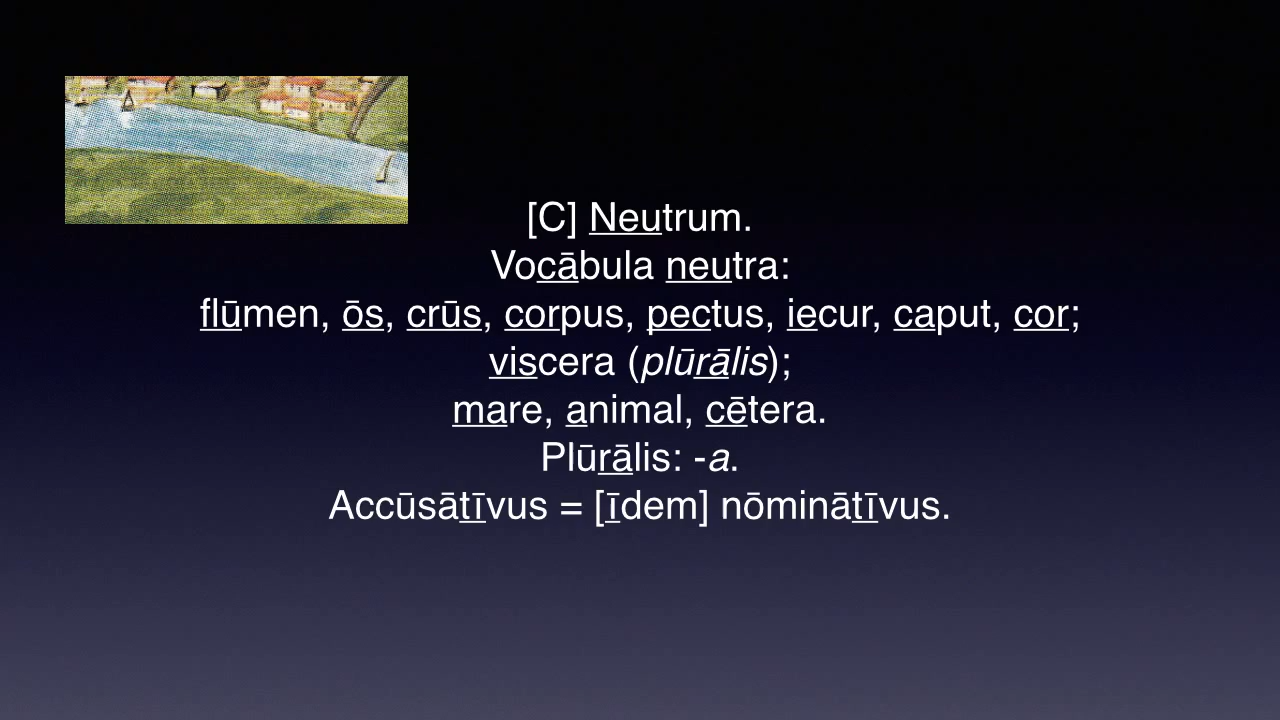 [C] Neutrum.
Vocābula neutra:
flūmen, ōs, crūs, corpus, pectus, iecur, caput, cor;
viscera (plūrālis);
mare, animal, cētera.
Plūrālis: -a.
Accūsātīvus = [īdem] nōminātīvus.